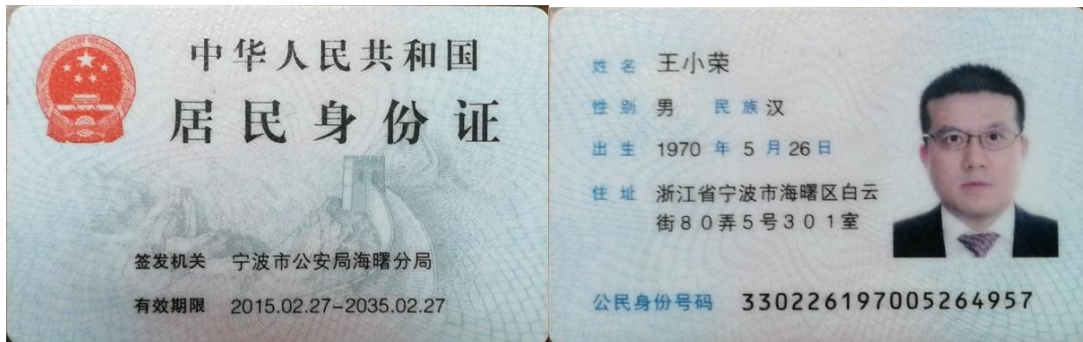 中华人民共和国
居民身份证
签发机关 宁波市公安局海曙分局
有效期限 2015.02.27-2035.02.27
姓名 王小荣
性别 男 民族 汉
出生 1970 年 5 月 26 日
住址 浙江省宁波市海曙区白云
街80弄5号301室
公民身份号码 330226197005264957